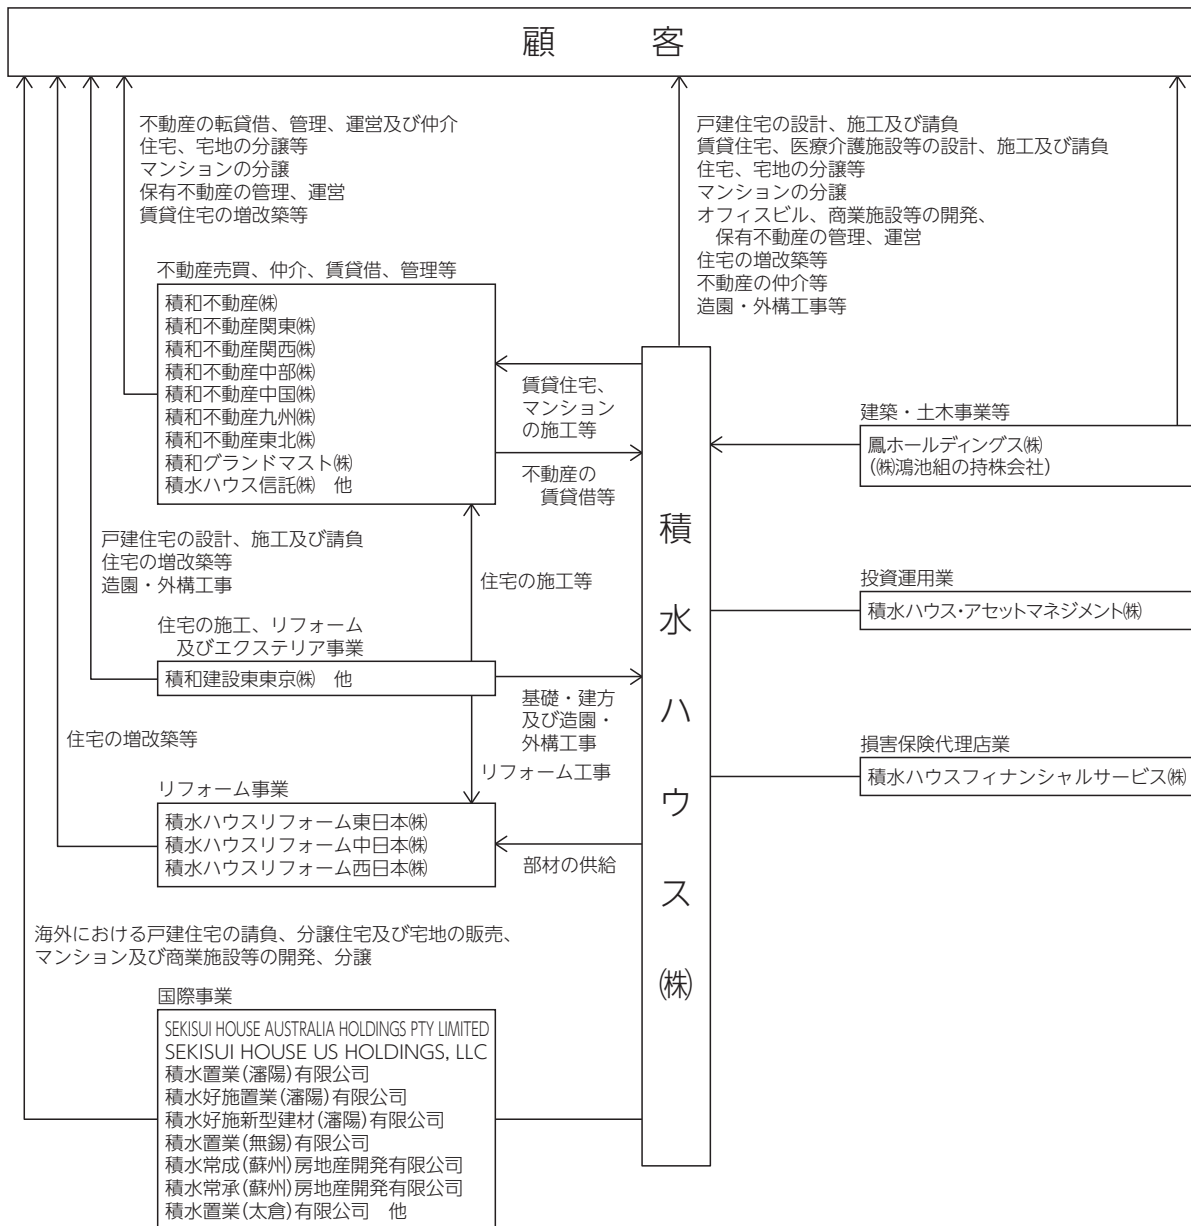 顧客
不動産の転貸借、管理、運営及び仲介
住宅、宅地の分譲等
マンションの分譲
保有不動産の管理、運営
賃貸住宅の増改築等
戸建住宅の設計、施工及び請負
賃貸住宅、医療介護施設等の設計、施工及び請負
住宅、宅地の分譲等
マンションの分譲
オフィスビル、商業施設等の開発、
保有不動産の管理、運営
住宅の増改築等
不動産の仲介等
造園・外構工事等
不動産売買、仲介、賃貸借、管理等
積和不動産㈱
積和不動産関東㈱
積和不動産関西㈱
積和不動産中部㈱
積和不動産中国㈱
積和不動産九州㈱
積和不動産東北㈱
積和グランドマスト㈱
積水ハウス信託㈱　他
賃貸住宅、
マンション
の施工等
不動産の
賃貸借等
積水ハウス㈱
建築・土木事業等
鳳ホールディングス㈱
(㈱鴻池組の持株会社)
戸建住宅の設計、施工及び請負
住宅の増改築等
造園・外構工事
住宅の施工等
投資運用業
積水ハウス・アセットマネジメント㈱
住宅の施工、リフォーム
及びエクステリア事業
積和建設東東京㈱　他
基礎・建方
及び造園・
外構工事
住宅の増改築等
リフォーム工事
損害保険代理店業
積水ハウスフィナンシャルサービス㈱
リフォーム事業
積水ハウスリフォーム東日本㈱
積水ハウスリフォーム中日本㈱
積水ハウスリフォーム西日本㈱
部材の供給
海外における戸建住宅の請負、分譲住宅及び宅地の販売、
マンション及び商業施設等の開発、分譲
国際事業
SEKISUI HOUSE AUSTRALIA HOLDINGS PTY LIMITED
SEKISUI HOUSE US HOLDINGS, LLC
積水置業(瀋陽)有限公司
積水好施置業(瀋陽)有限公司
積水好施新型建材(瀋陽)有限公司
積水置業(無錫)有限公司
積水常成(蘇州)房地産開発有限公司
積水常承(蘇州)房地産開発有限公司
積水置業(太倉)有限公司　他